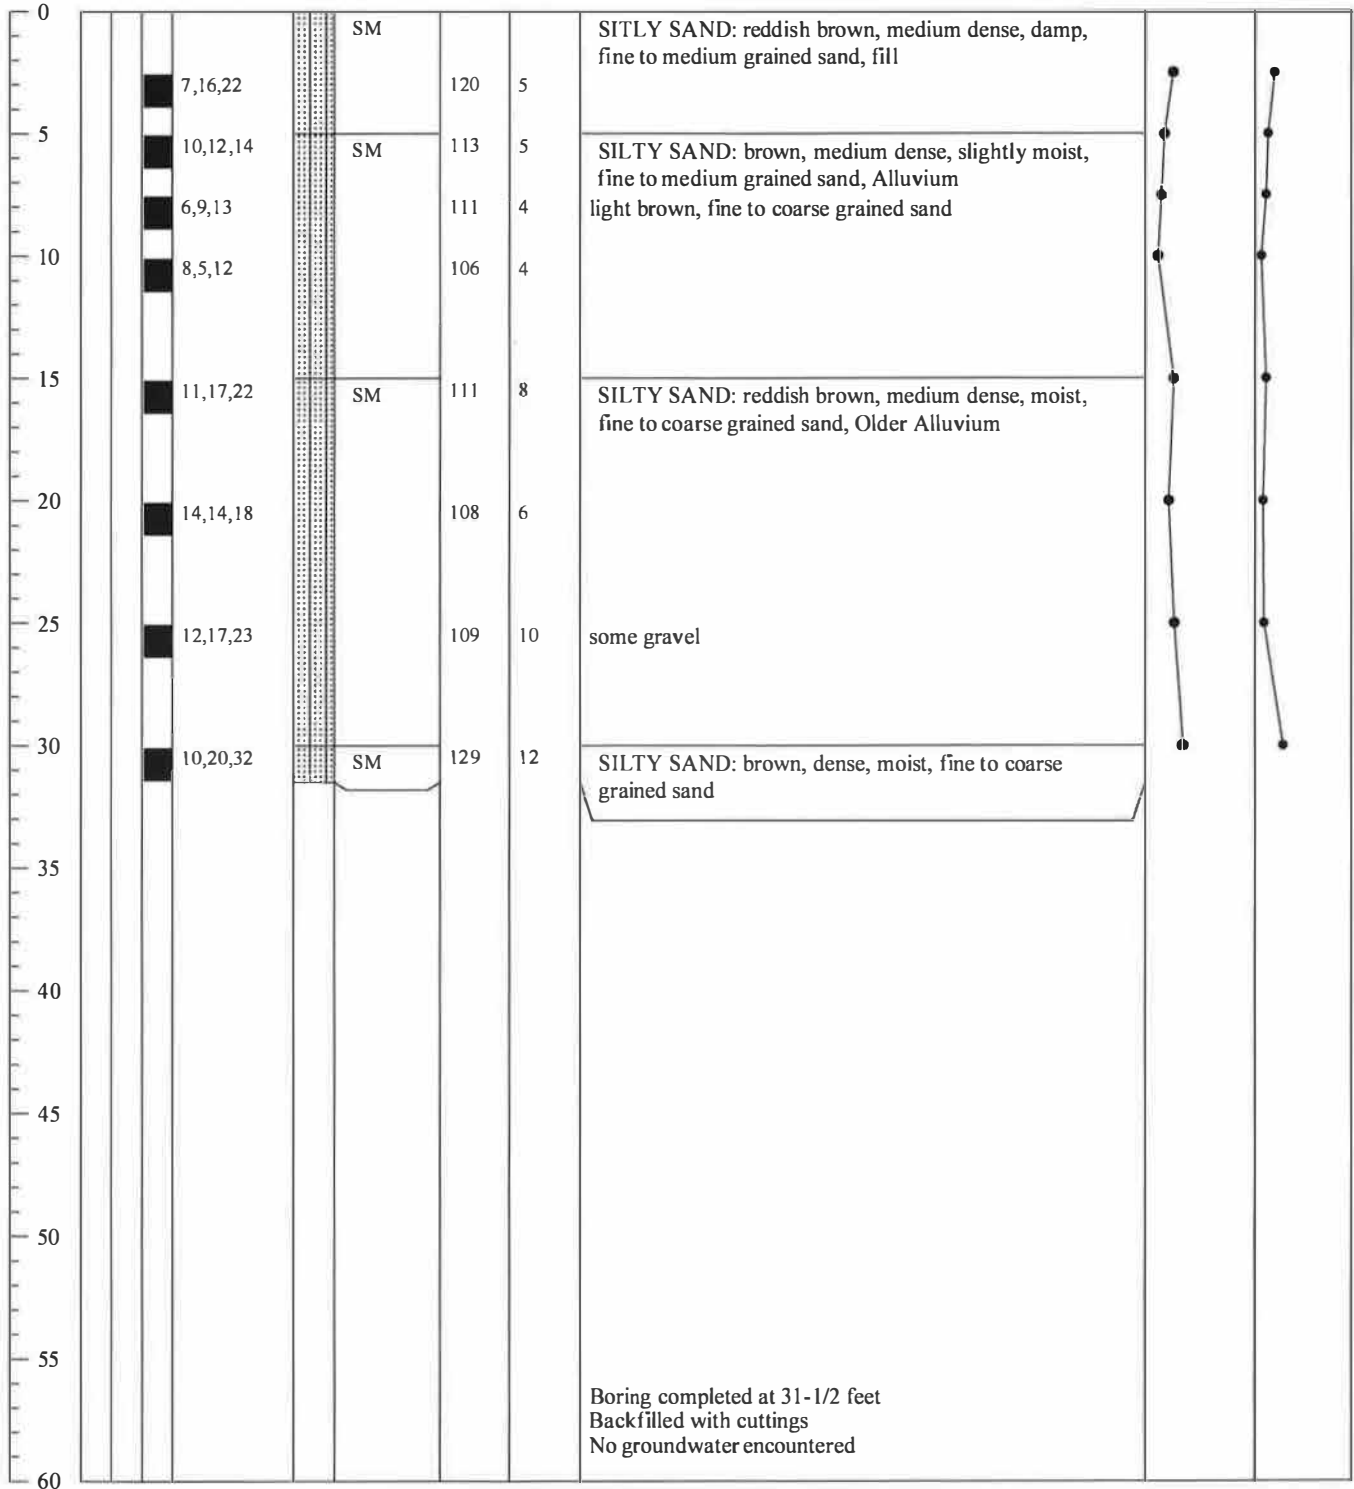 0
SM
SITLY SAND: reddish brown, medium dense, damp,
fine to medium grained sand, fill
7,16,22 120 5
5
SM
10,12,14 113 5
SILTY SAND: brown, medium dense, slightly moist,
fine to medium grained sand, Alluvium
6,9,13 111 4 light brown, fine to coarse grained sand
10
8,5,12 106 4
15
11,17,22 SM 111 8 SILTY SAND: reddish brown, medium dense, moist,
fine to coarse grained sand, Older Alluvium
20
14,14,18 108 6
25
12,17,23 109 10 some gravel
30
10,20,32 SM 129 12 SILTY SAND: brown, dense, moist, fine to coarse
grained sand
35
40
45
50
55
Boring completed at 31-1/2 feet
Backfilled with cuttings
No groundwater encountered
60